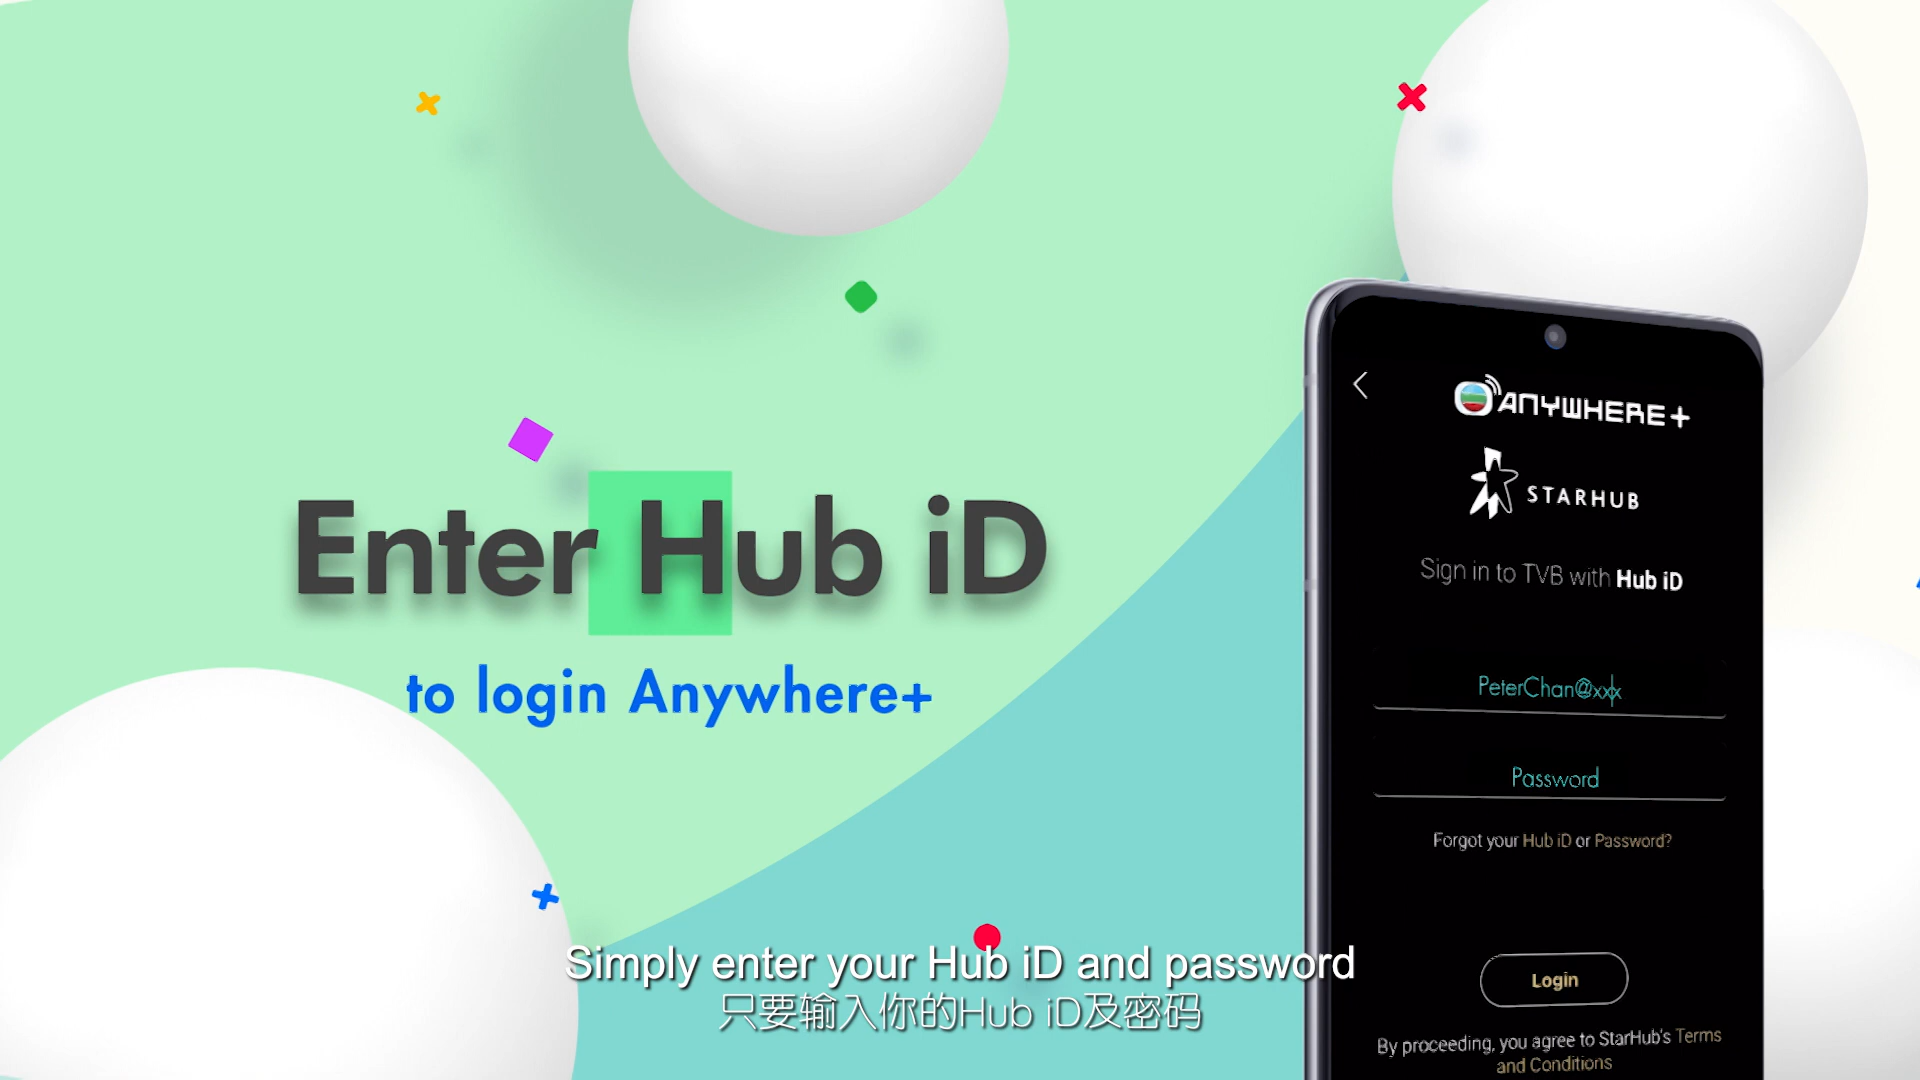 Enter Hub iD
to login Anywhere+
ANYWHERE+
STARHUB
Sign in to TVB with Hub iD
PeterChan@xxx
Password
Forgot your Hub iD or Password?
Login
By proceeding, you agree to StarHub's Terms
and Conditions
Simply enter your Hub iD and password
只要输入你的Hub iD及密码